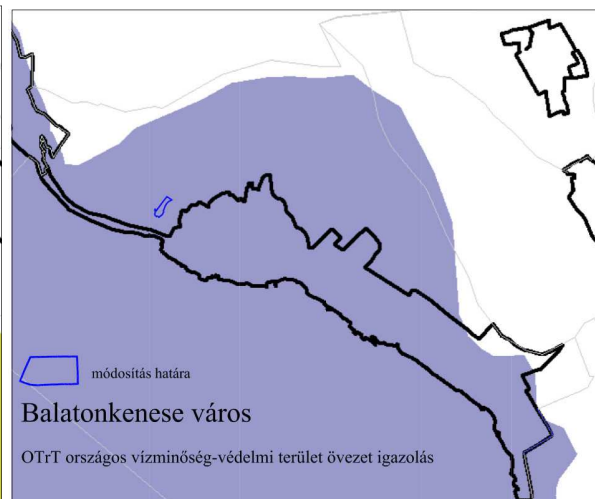 módosítás határa
Balatonkenese város
OTrT országos vízminőség-védelmi terület övezet igazolás